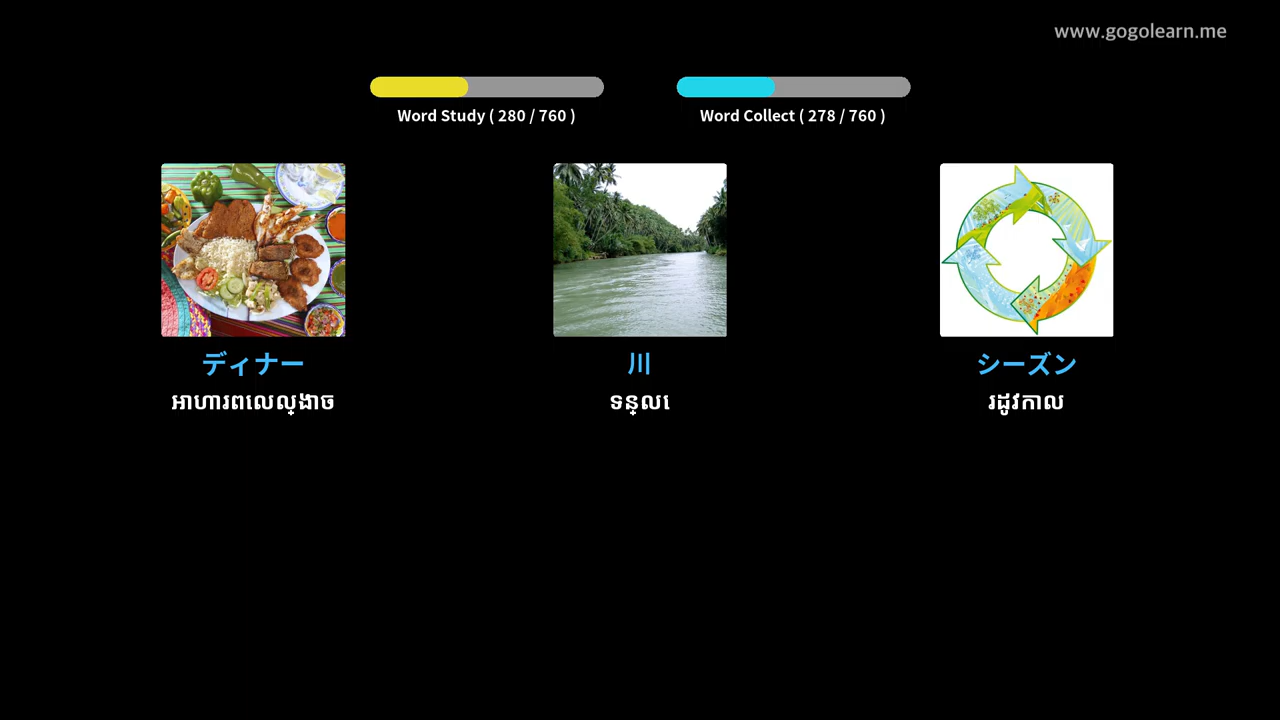 www.gogolearn.me
Word Study ( 280 / 760 )
Word Collect ( 278 / 760 )
ディナー
川
シーズン
អាហារពលេល្ងាច
ទន្លេ
រដូវកាល